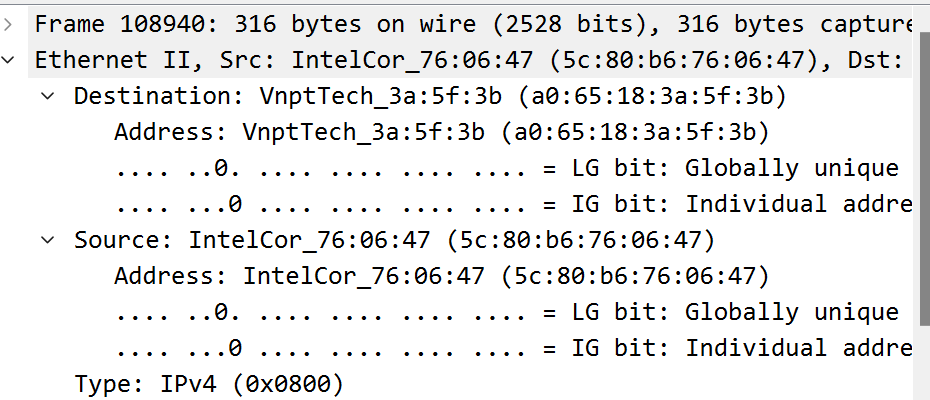 Frame 108940: 316 bytes on wire (2528 bits), 316 bytes capture
Ethernet II, Src: IntelCor_76:06:47 (5c:80:b6:76:06:47), Dst:
Destination: VnptTech_3a:5f:3b (a0:65:18:3a:5f:3b)
Address: VnptTech_3a:5f:3b (a0:65:18:3a:5f:3b)
.... ..0. .... .... .... .... = LG bit: Globally unique
.... ...0 .... .... .... .... = IG bit: Individual addre
Source: IntelCor_76:06:47 (5c:80:b6:76:06:47)
Address: IntelCor_76:06:47 (5c:80:b6:76:06:47)
.... ..0. .... .... .... .... = LG bit: Globally unique
.... ...0 .... .... .... .... = IG bit: Individual addre
Type: IPv4 (0x0800)